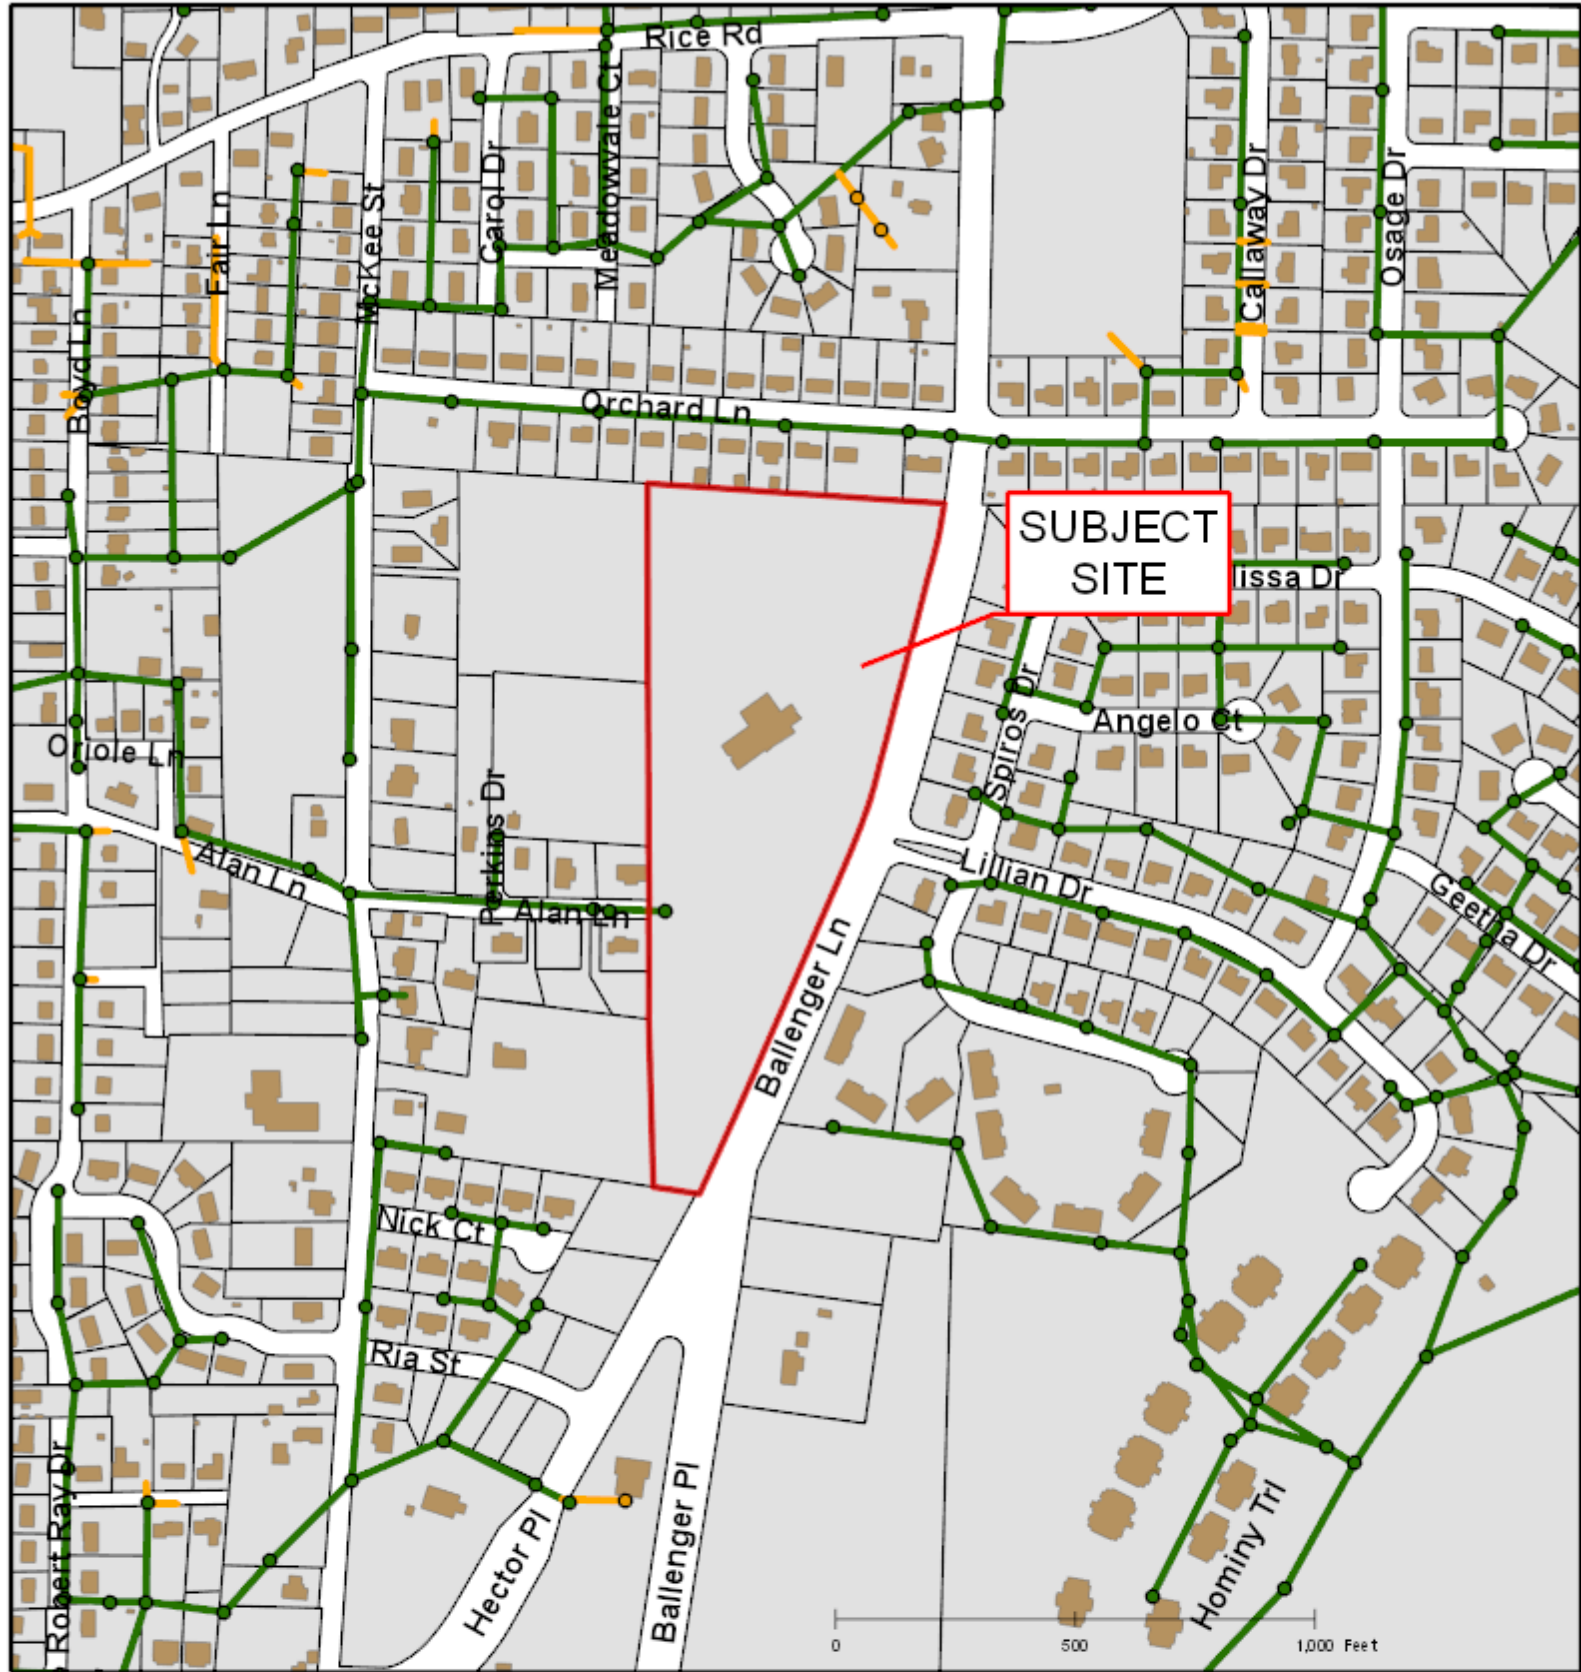 Rice Rd
Meadowvale Ct
Carol Dr
McKee St
Fair Ln
Callaway Dr
Osage Dr
Boyd Ln
Orchard Ln
SUBJECT
SITE
lissa Dr
Spiros Dr
Angelo Ct
Oriole Ln
Perkins Dr
Alan Ln
Alan Ln
Lillian Dr
Geetha Dr
Ballenger Ln
Nick Ct
Ria St
Robert Ray Dr
Hector Pl
Ballenger Pl
Hominy Trl
0 500 1,000 Feet